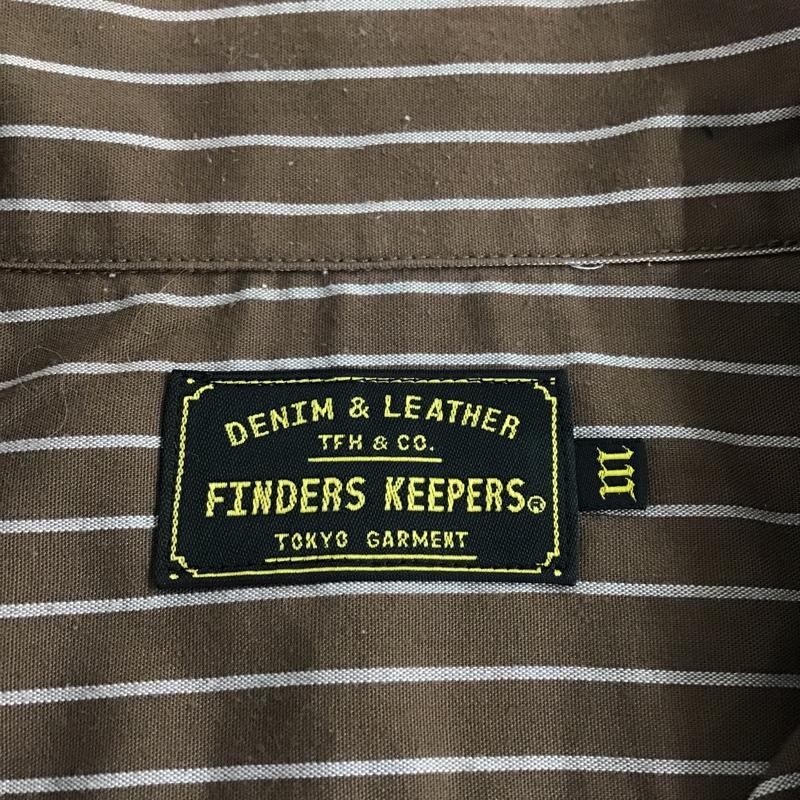 DENIM & LEATHER
TFH & CO.
FINDERS KEEPERS®
TOKYO GARMENT